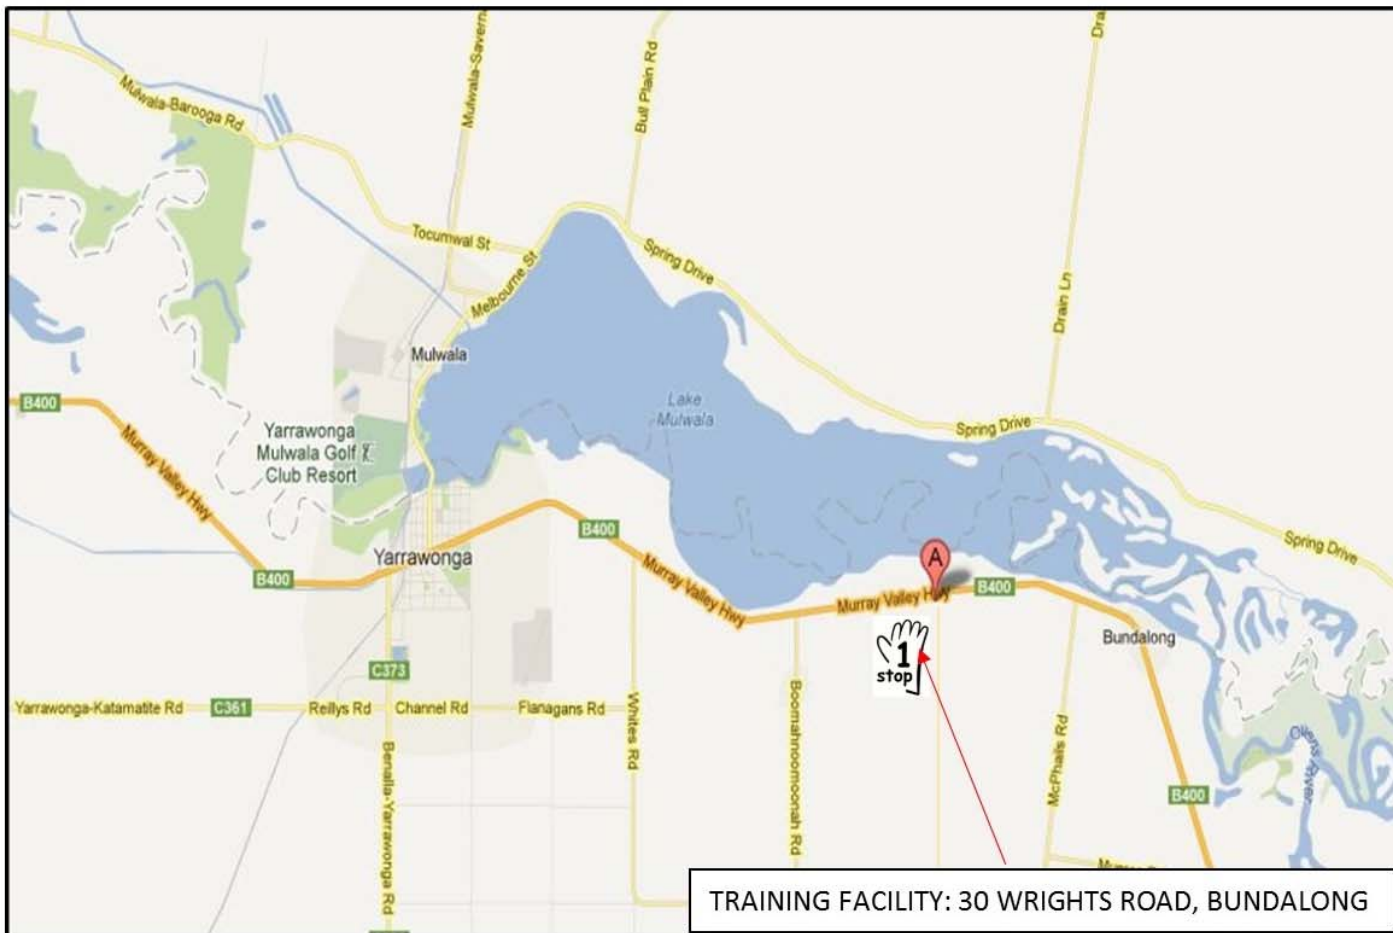 Mulwala-Barooga Rd
Mulwala-Savern
Bull Plain Rd
Dra
Tocumwal St
Melbourne St
Spring Drive
Drain Ln
Mulwala
B400
Lake
Mulwala
Spring Drive
Yarrawonga
Mulwala Golf
Club Resort
Murray Valley Hwy
B400
Murray Valley Hwy
Spring Drive
Yarrawonga
B400
A
Murray Valley Hwy
B400
1
stop
Bundalong
C373
Yarrawonga-Katamatite Rd
C361
Reillys Rd
Channel Rd
Flanagans Rd
Whites Rd
Boomahnoomoonah Rd
McPhails Rd
Ovens River
Benalla-Yarrawonga Rd
B400
TRAINING FACILITY: 30 WRIGHTS ROAD, BUNDALONG